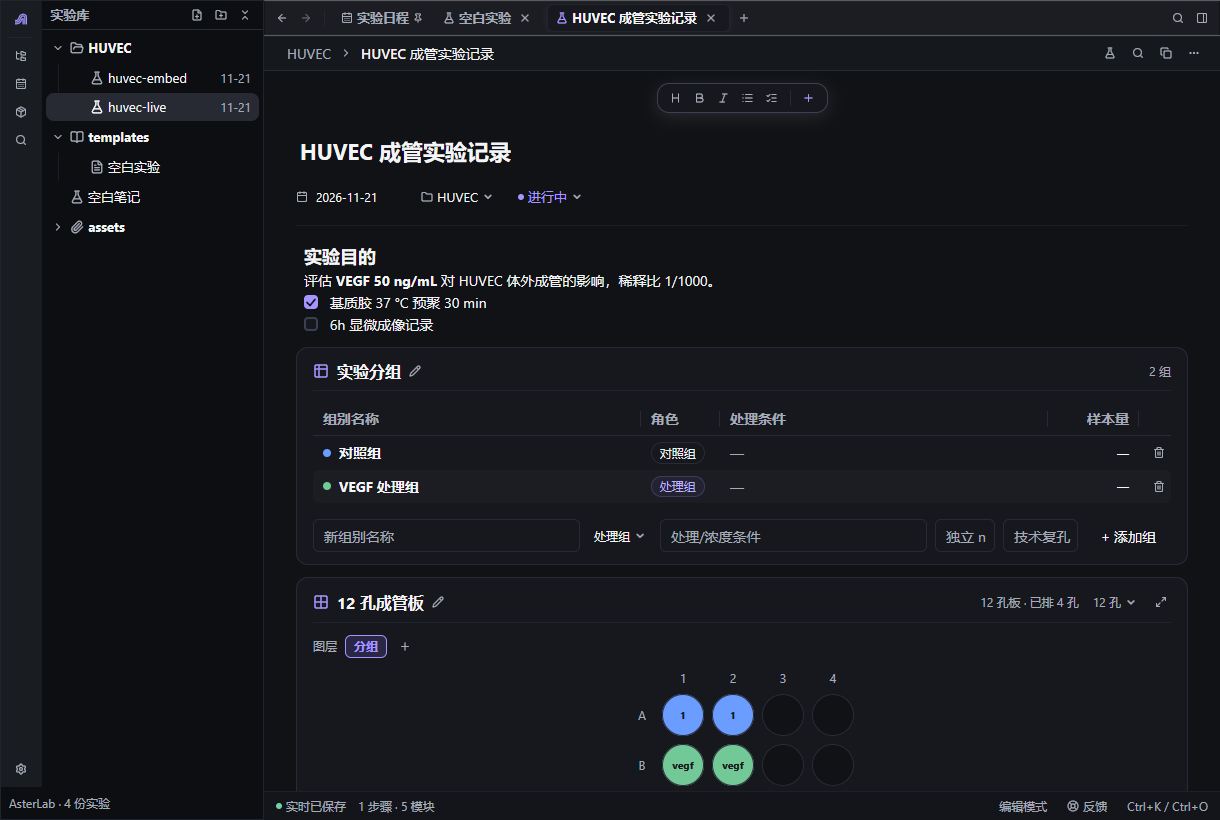 实验库
实验日程
空白实验
HUVEC 成管实验记录
HUVEC
huvec-embed 11-21
huvec-live 11-21
templates
空白实验
空白笔记
assets
AsterLab · 4 份实验
HUVEC > HUVEC 成管实验记录
H B I +
HUVEC 成管实验记录
2026-11-21 HUVEC 进行中
实验目的
评估 VEGF 50 ng/mL 对 HUVEC 体外成管的影响，稀释比 1/1000。
基质胶 37 °C 预聚 30 min
6h 显微成像记录
实验分组 2 组
组别名称 角色 处理条件 样本量
对照组 对照组 — —
VEGF 处理组 处理组 — —
新组别名称 处理组 处理/浓度条件 独立 n 技术复孔 + 添加组
12 孔成管板 12 孔板 · 已排 4 孔 12 孔
图层 分组 +
1 2 3 4
A 1 1
B vegf vegf
实时已保存 1 步骤 · 5 模块 编辑模式 反馈 Ctrl+K / Ctrl+O